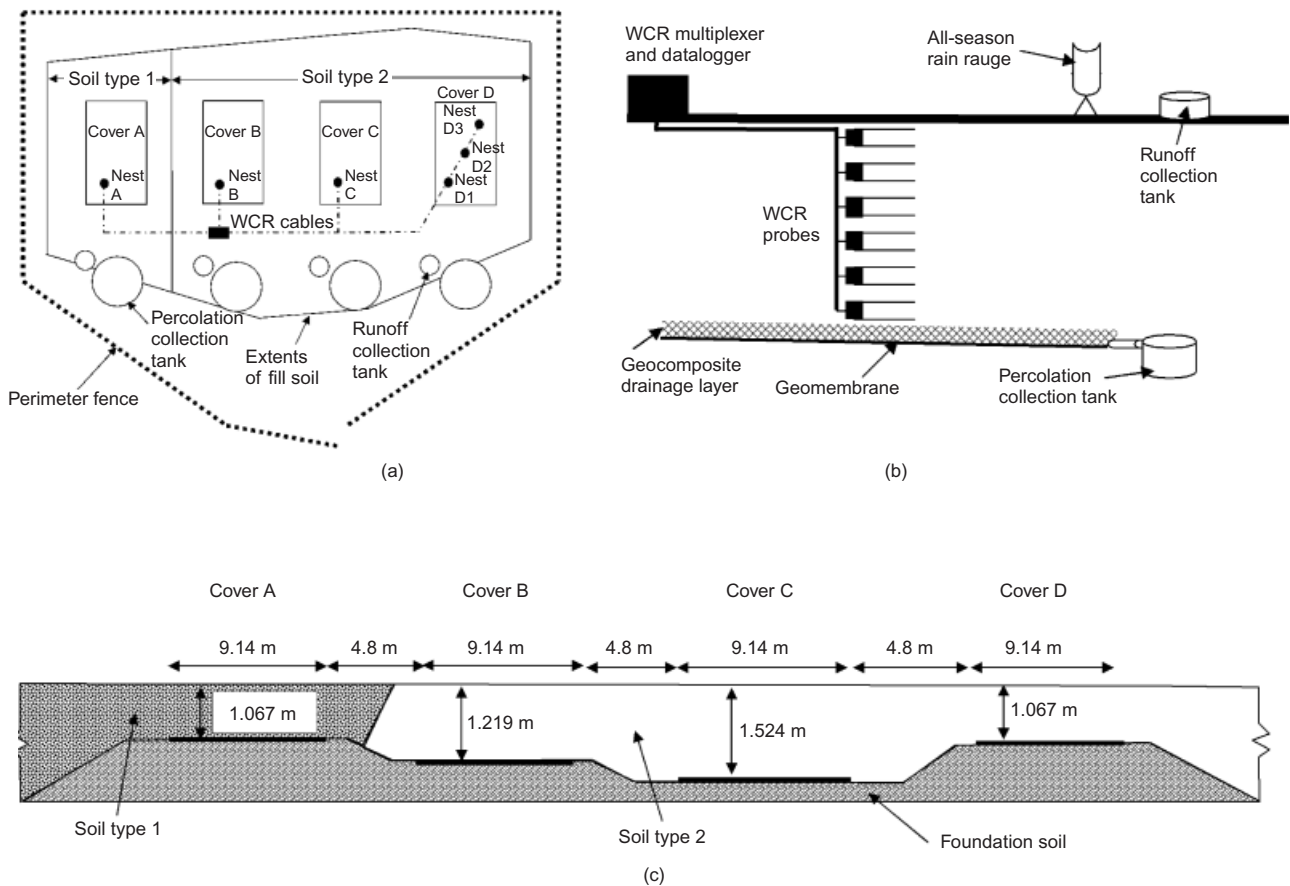 Soil type 1
Soil type 2
Cover A
Cover B
Cover C
Cover D
Nest
D3
Nest
D2
Nest
D1
Nest
A
Nest
B
Nest
C
WCR cables
Percolation
collection
tank
Extents
of fill soil
Runoff
collection
tank
Perimeter fence
(a)
WCR multiplexer
and datalogger
All-season
rain rauge
Runoff
collection
tank
WCR
probes
Geocomposite
drainage layer
Geomembrane
Percolation
collection tank
(b)
Cover A
Cover B
Cover C
Cover D
9.14 m
4.8 m
9.14 m
4.8 m
9.14 m
4.8 m
9.14 m
1.067 m
1.219 m
1.524 m
1.067 m
Soil type 1
Soil type 2
Foundation soil
(c)